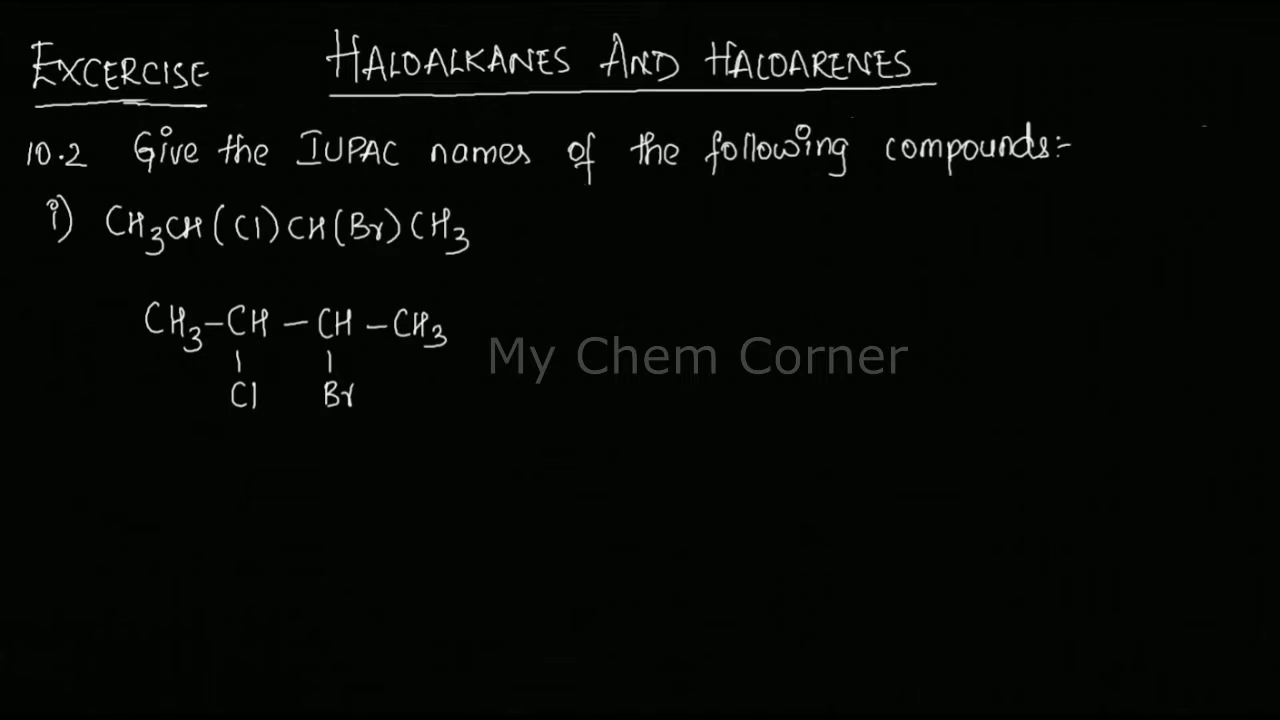 EXCERCISE HALOALKANES AND HALOARENES
10.2 Give the IUPAC names of the following compounds:-
i) CH₃CH(Cl)CH(Br)CH₃
CH₃–CH–CH–CH₃
Cl Br
My Chem Corner